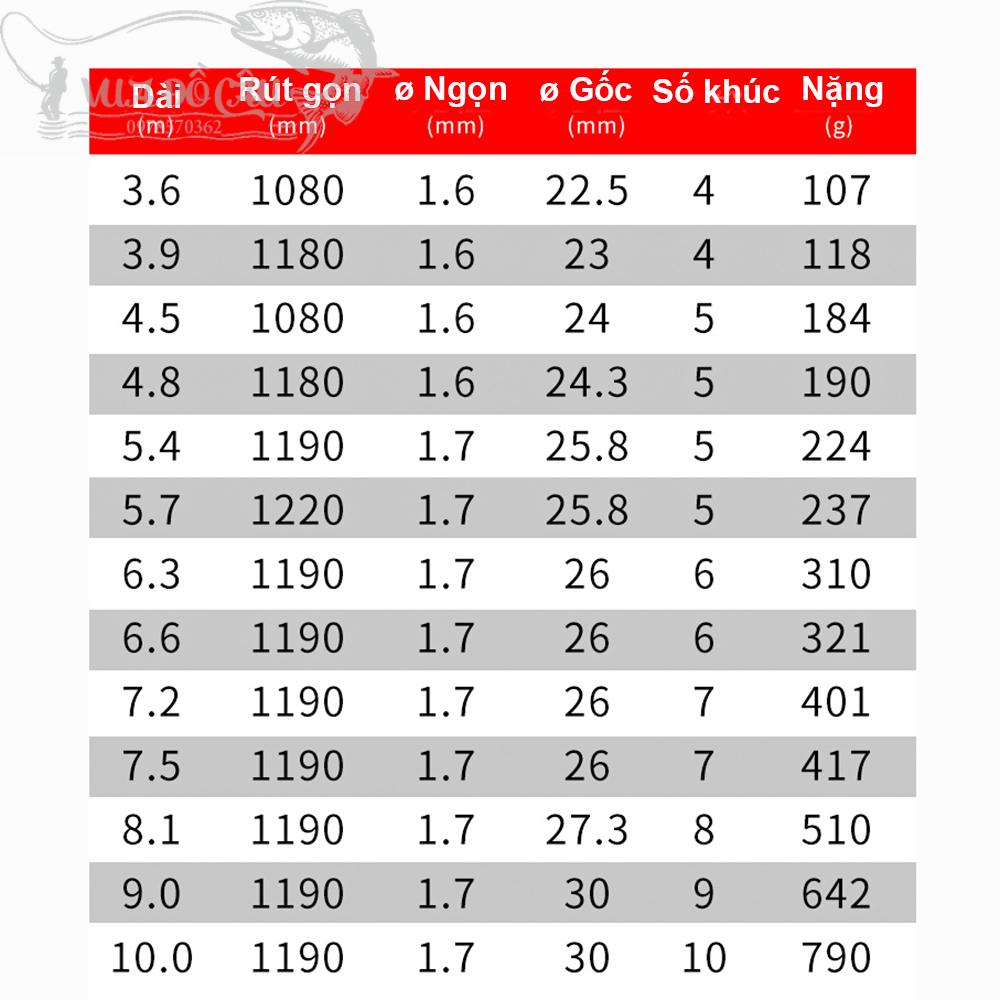 Dài Rút gọn ø Ngọn ø Gốc Số khúc Nặng
(m) (mm) (mm) (mm) (g)
3.6 1080 1.6 22.5 4 107
3.9 1180 1.6 23 4 118
4.5 1080 1.6 24 5 184
4.8 1180 1.6 24.3 5 190
5.4 1190 1.7 25.8 5 224
5.7 1220 1.7 25.8 5 237
6.3 1190 1.7 26 6 310
6.6 1190 1.7 26 6 321
7.2 1190 1.7 26 7 401
7.5 1190 1.7 26 7 417
8.1 1190 1.7 27.3 8 510
9.0 1190 1.7 30 9 642
10.0 1190 1.7 30 10 790